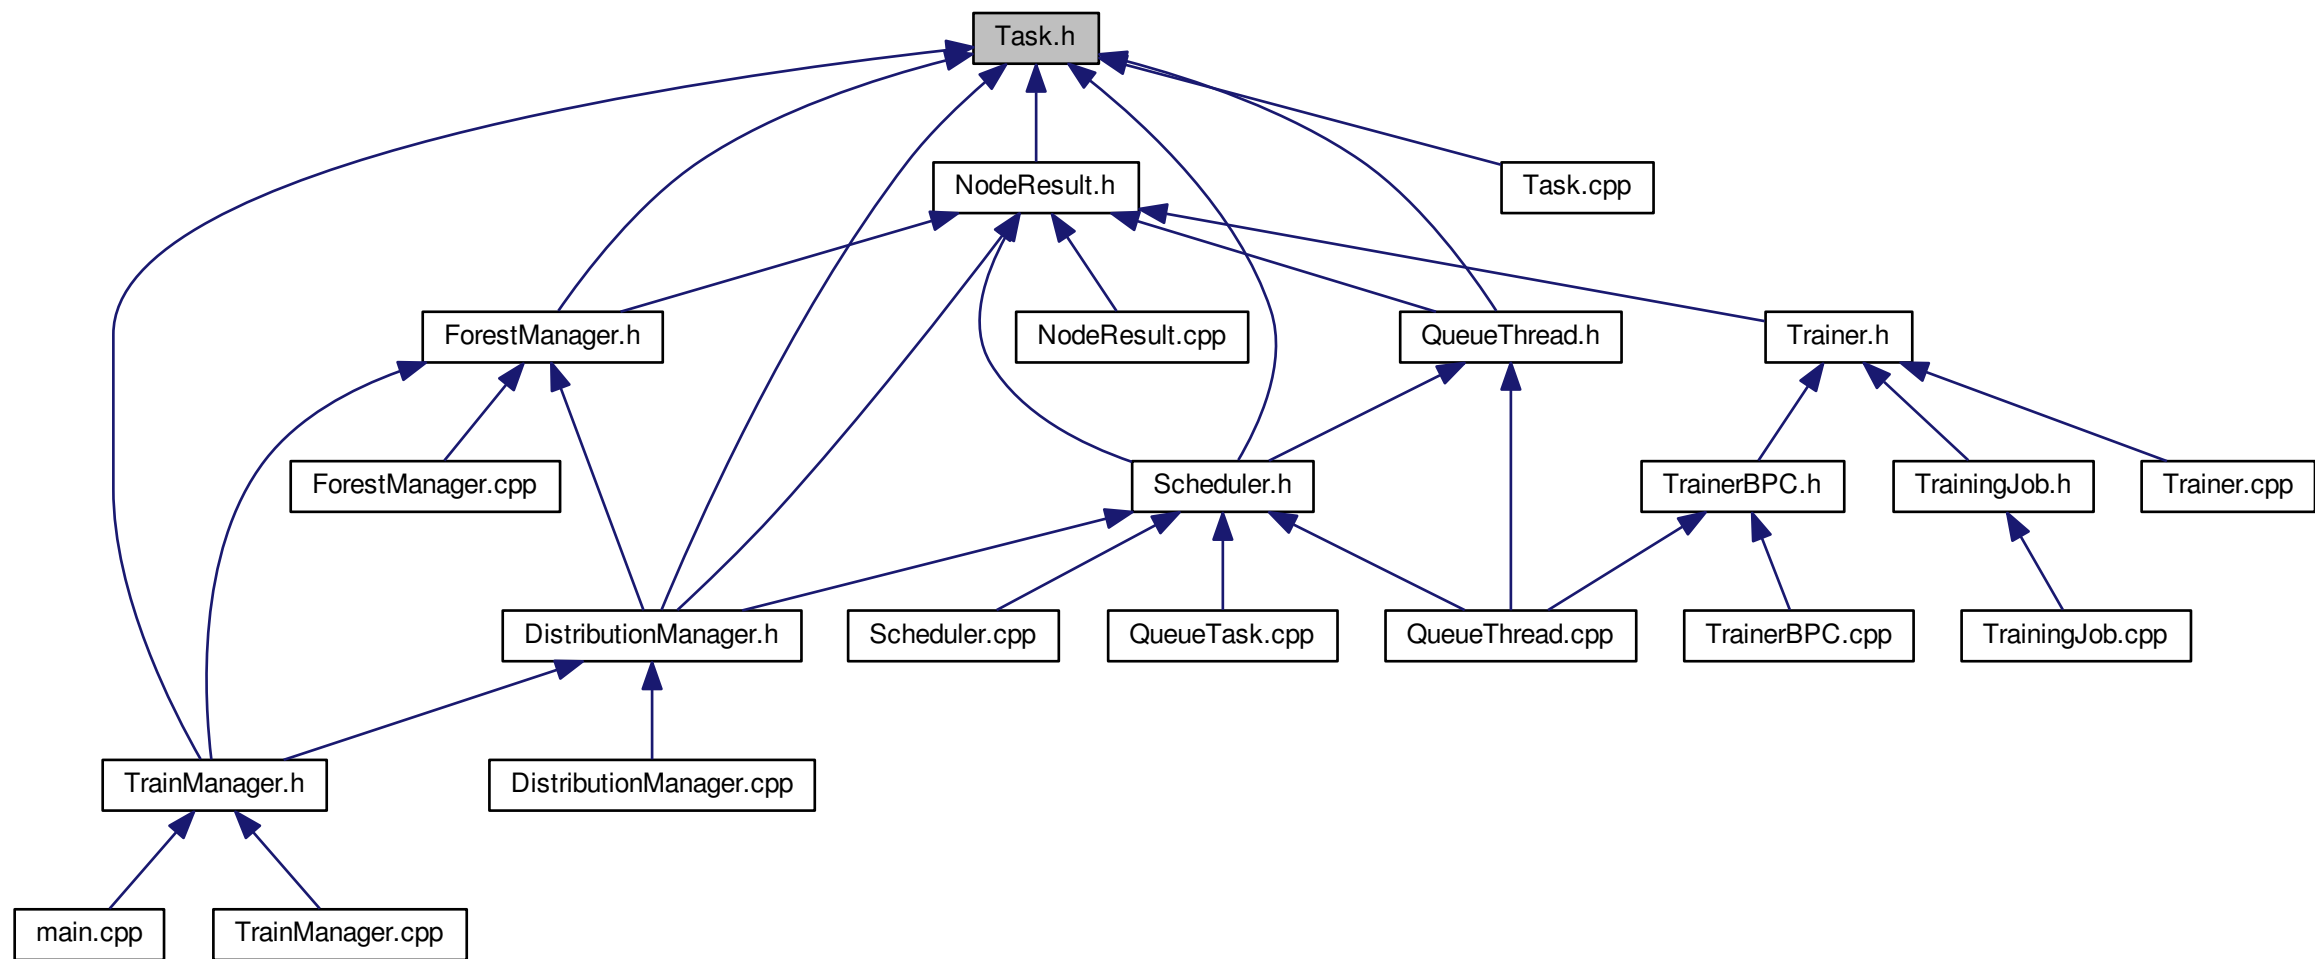 Task.h
NodeResult.h
Task.cpp
ForestManager.h
NodeResult.cpp
QueueThread.h
Trainer.h
ForestManager.cpp
Scheduler.h
TrainerBPC.h
TrainingJob.h
Trainer.cpp
DistributionManager.h
Scheduler.cpp
QueueTask.cpp
QueueThread.cpp
TrainerBPC.cpp
TrainingJob.cpp
TrainManager.h
DistributionManager.cpp
main.cpp
TrainManager.cpp